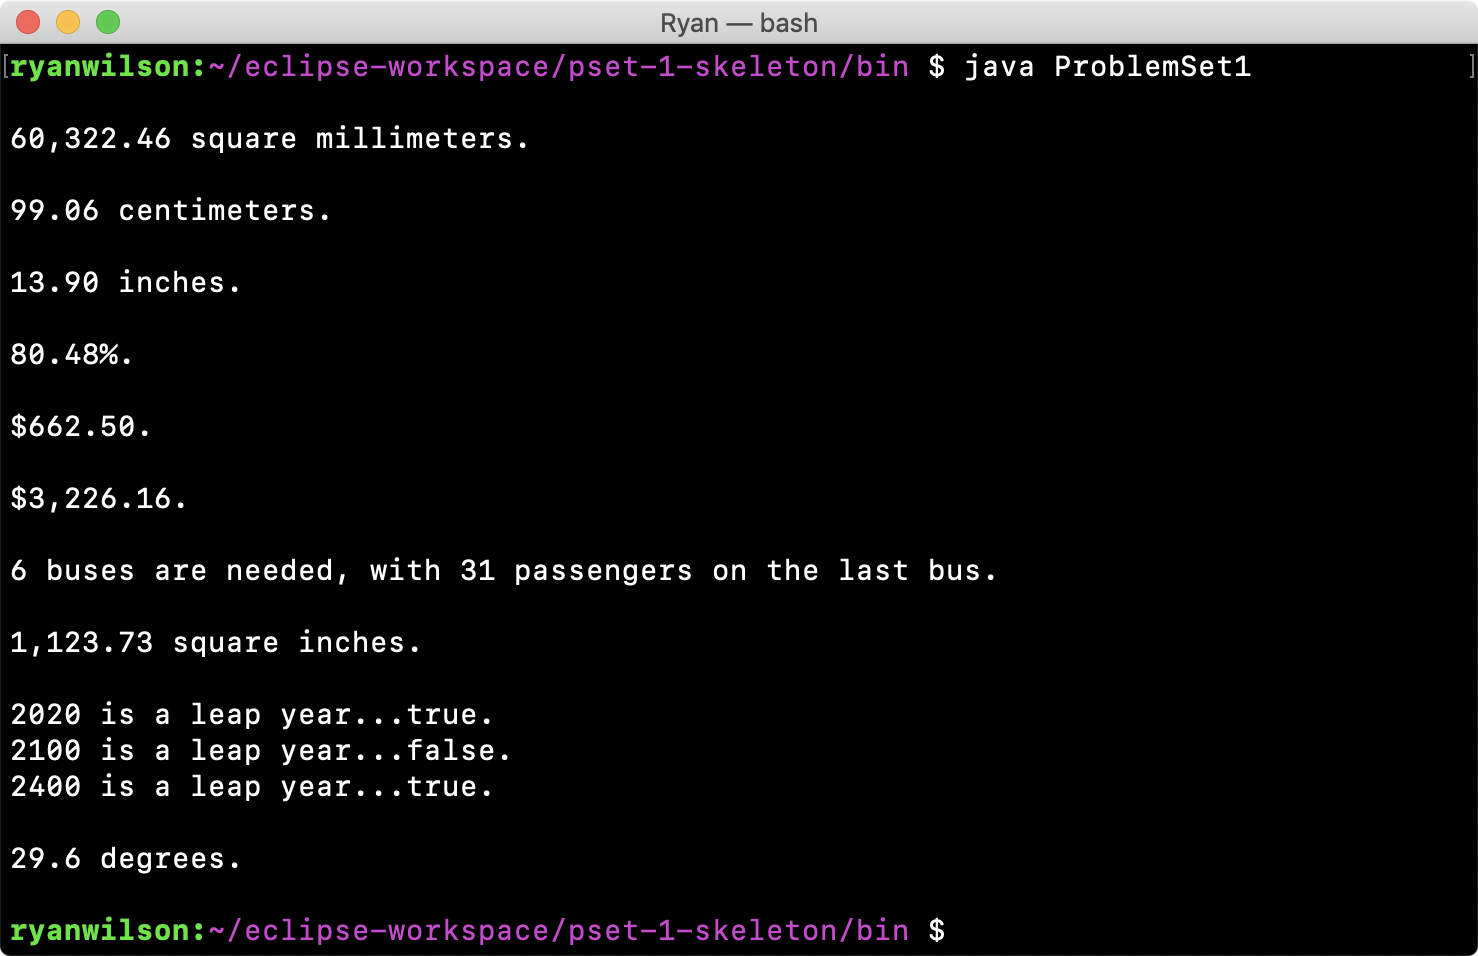 Ryan — bash
[ryanwilson:~/eclipse-workspace/pset-1-skeleton/bin $ java ProblemSet1 ]
60,322.46 square millimeters.
99.06 centimeters.
13.90 inches.
80.48%.
$662.50.
$3,226.16.
6 buses are needed, with 31 passengers on the last bus.
1,123.73 square inches.
2020 is a leap year...true.
2100 is a leap year...false.
2400 is a leap year...true.
29.6 degrees.
ryanwilson:~/eclipse-workspace/pset-1-skeleton/bin $